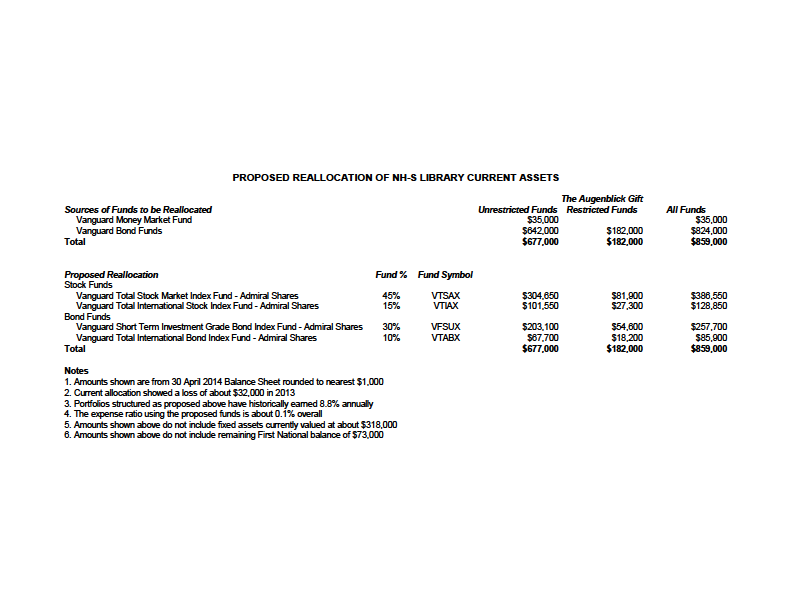 PROPOSED REALLOCATION OF NH-S LIBRARY CURRENT ASSETS
The Augenblick Gift
Sources of Funds to be Reallocated Unrestricted Funds Restricted Funds All Funds
Vanguard Money Market Fund $35,000 $35,000
Vanguard Bond Funds $642,000 $182,000 $824,000
Total $677,000 $182,000 $859,000
Proposed Reallocation Fund % Fund Symbol
Stock Funds
Vanguard Total Stock Market Index Fund - Admiral Shares 45% VTSAX $304,650 $81,900 $386,550
Vanguard Total International Stock Index Fund - Admiral Shares 15% VTIAX $101,550 $27,300 $128,850
Bond Funds
Vanguard Short Term Investment Grade Bond Index Fund - Admiral Shares 30% VFSUX $203,100 $54,600 $257,700
Vanguard Total International Bond Index Fund - Admiral Shares 10% VTABX $67,700 $18,200 $85,900
Total $677,000 $182,000 $859,000
Notes
1. Amounts shown are from 30 April 2014 Balance Sheet rounded to nearest $1,000
2. Current allocation showed a loss of about $32,000 in 2013
3. Portfolios structured as proposed above have historically earned 8.8% annually
4. The expense ratio using the proposed funds is about 0.1% overall
5. Amounts shown above do not include fixed assets currently valued at about $318,000
6. Amounts shown above do not include remaining First National balance of $73,000